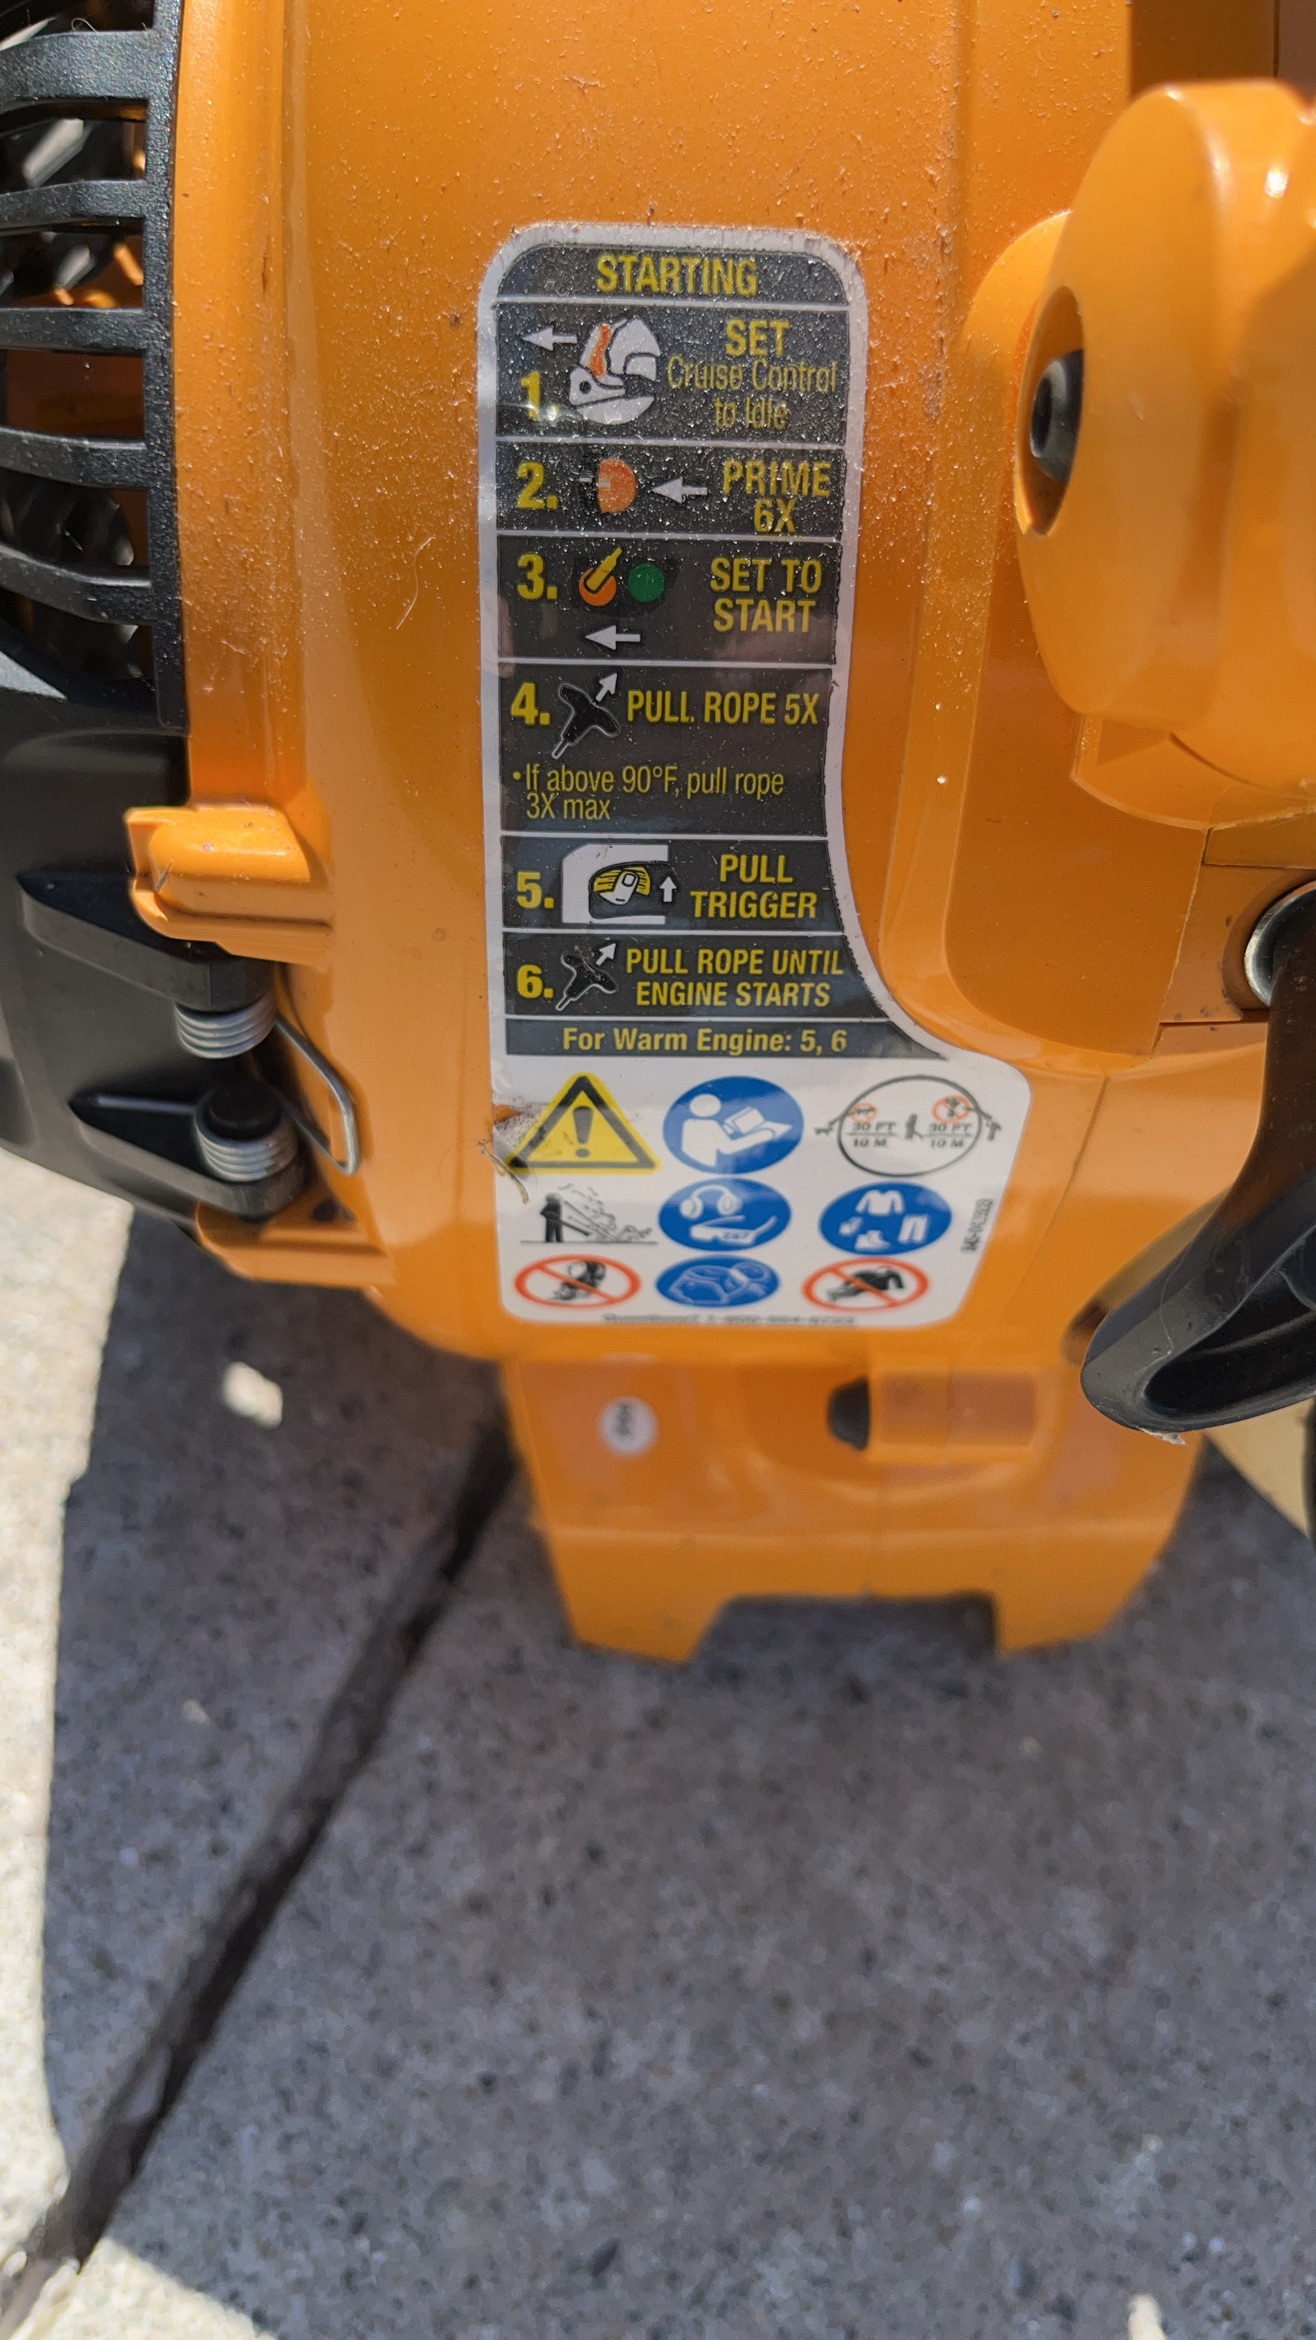 STARTING
1.
SET
Cruise Control
to Idle
2.
PRIME
6X
3.
SET TO
START
4. PULL ROPE 5X
• If above 90°F, pull rope
3X max
5.
PULL
TRIGGER
6.
PULL ROPE UNTIL
ENGINE STARTS
For Warm Engine: 5, 6
30 FT 30 FT
10 M 10 M